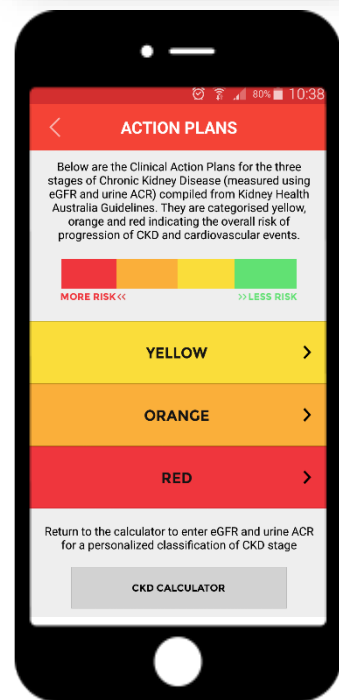 80% 10:38
ACTION PLANS
Below are the Clinical Action Plans for the three
stages of Chronic Kidney Disease (measured using
eGFR and urine ACR) compiled from Kidney Health
Australia Guidelines. They are categorised yellow,
orange and red indicating the overall risk of
progression of CKD and cardiovascular events.
MORE RISK<< >>LESS RISK
YELLOW
ORANGE
RED
Return to the calculator to enter eGFR and urine ACR
for a personalized classification of CKD stage
CKD CALCULATOR